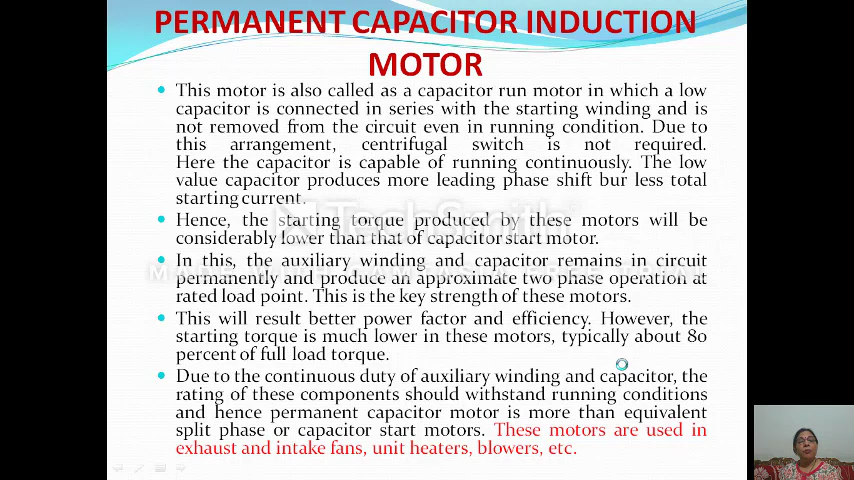 PERMANENT CAPACITOR INDUCTION
MOTOR
This motor is also called as a capacitor run motor in which a low
capacitor is connected in series with the starting winding and is
not removed from the circuit even in running condition. Due to
this arrangement, centrifugal switch is not required.
Here the capacitor is capable of running continuously. The low
value capacitor produces more leading phase shift bur less total
starting current.
Hence, the starting torque produced by these motors will be
considerably lower than that of capacitor start motor.
In this, the auxiliary winding and capacitor remains in circuit
permanently and produce an approximate two phase operation at
rated load point. This is the key strength of these motors.
This will result better power factor and efficiency. However, the
starting torque is much lower in these motors, typically about 80
percent of full load torque.
Due to the continuous duty of auxiliary winding and capacitor, the
rating of these components should withstand running conditions
and hence permanent capacitor motor is more than equivalent
split phase or capacitor start motors. These motors are used in
exhaust and intake fans, unit heaters, blowers, etc.
TechSmith
MADE WITH CAMTASIA FREE TRIAL